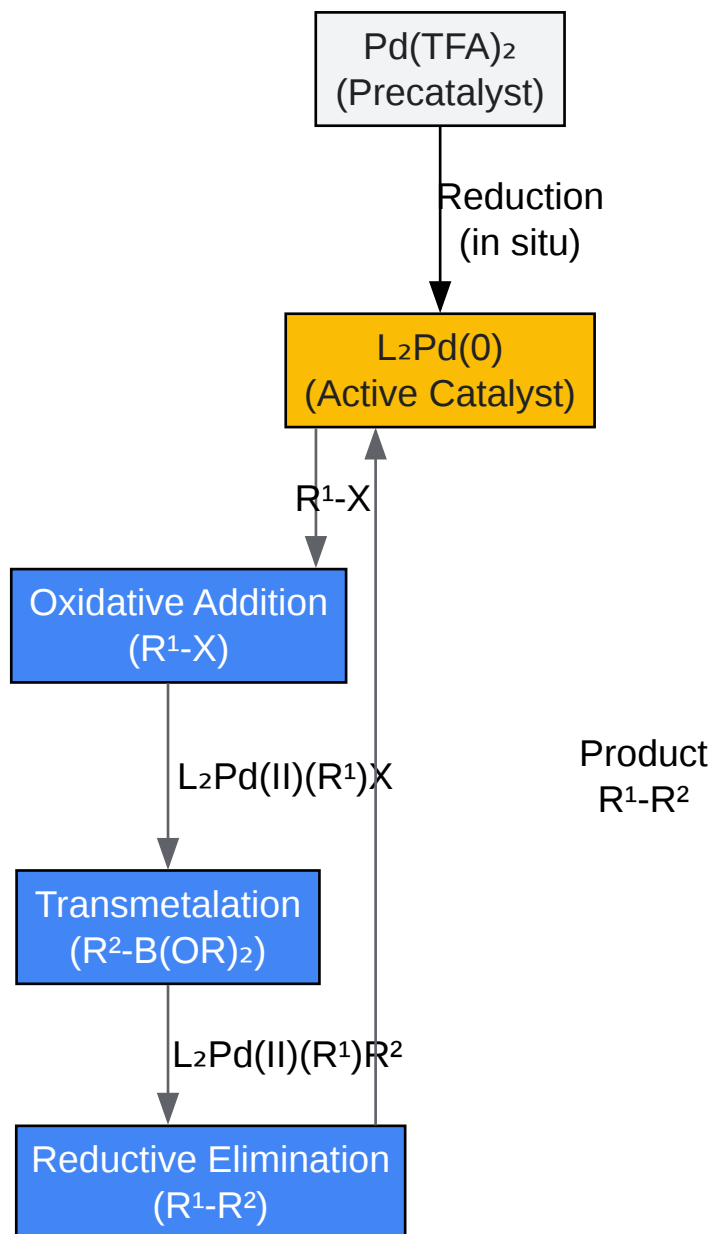 Pd(TFA)₂
(Precatalyst)
Reduction
(in situ)
L₂Pd(0)
(Active Catalyst)
R¹-X
Oxidative Addition
(R¹-X)
L₂Pd(II)(R¹)X
Product
R¹-R²
Transmetalation
(R²-B(OR)₂)
L₂Pd(II)(R¹)R²
Reductive Elimination
(R¹-R²)